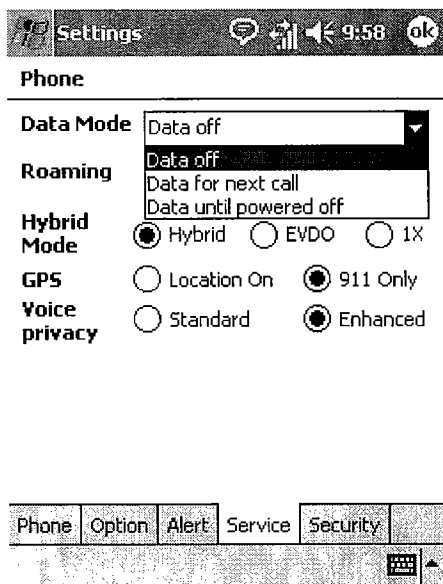 Settings 9:58 ok
Phone
Data Mode Data off
Data off
Roaming
Data for next call
Data until powered off
Hybrid Mode Hybrid EVDO 1X
GPS Location On 911 Only
Voice privacy Standard Enhanced
Phone Option Alert Service Security